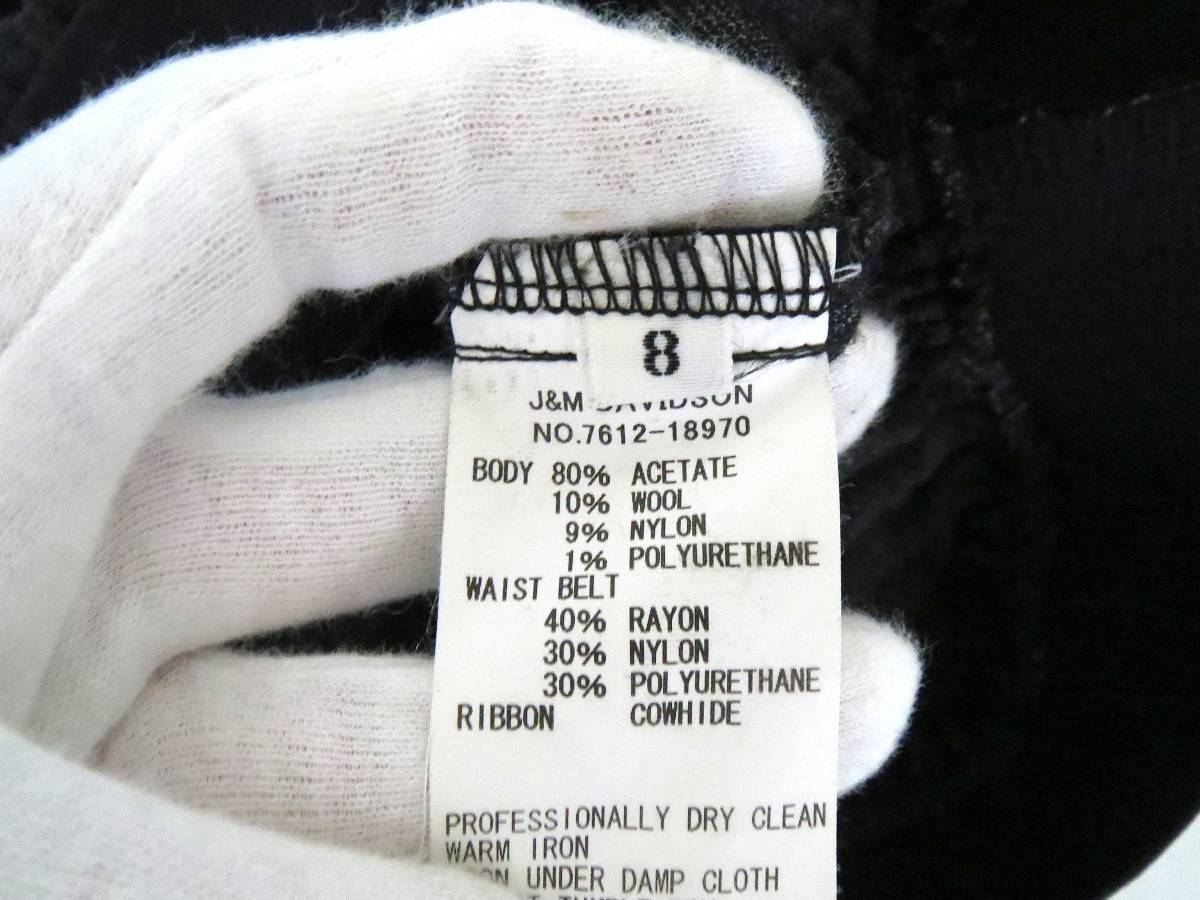 8
J&M DAVIDSON
NO.7612-18970
BODY 80% ACETATE
10% WOOL
9% NYLON
1% POLYURETHANE
WAIST BELT
40% RAYON
30% NYLON
30% POLYURETHANE
RIBBON COWHIDE
PROFESSIONALLY DRY CLEAN
WARM IRON
UNDER DAMP CLOTH